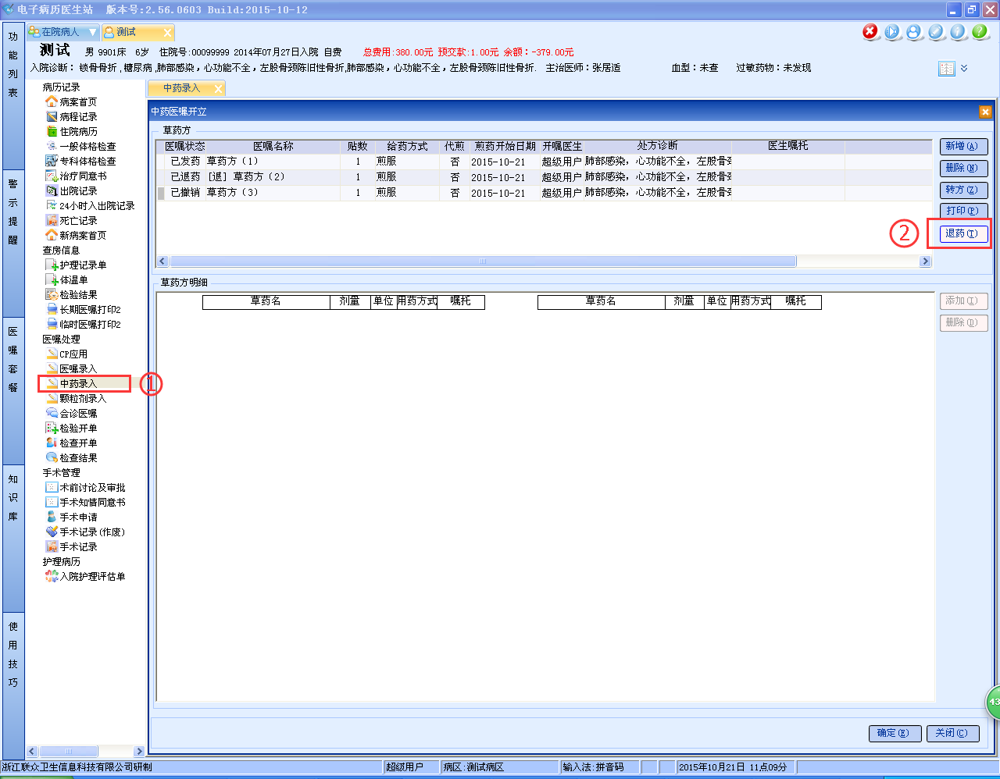 电子病历医生站 版本号:2.56.0603 Build:2015-10-12
在院病人
测试
测试 男 9901床 6岁 住院号:00099999 2014年07月27日入院 自费 总费用:380.00元 预交款:1.00元 余额:-379.00元
入院诊断: 锁骨骨折,糖尿病,肺部感染,心功能不全,左股骨颈陈旧性骨折,肺部感染,心功能不全,左股骨颈陈旧性骨折. 主治医师:张居适 血型:未查 过敏药物:未发现
功能列表
警示提醒
医嘱套餐
知识库
使用技巧
病历记录
病案首页
病程记录
住院病历
一般体格检查
专科体格检查
治疗同意书
出院记录
24小时入出院记录
死亡记录
新病案首页
查房信息
护理记录单
体温单
检验结果
长期医嘱打印2
临时医嘱打印2
医嘱处理
CP应用
医嘱录入
中药录入
①
颗粒剂录入
会诊医嘱
检验开单
检查开单
检查结果
手术管理
术前讨论及审批
手术知情同意书
手术申请
手术记录(作废)
手术记录
护理病历
入院护理评估单
中药录入
中药医嘱开立
草药方
医嘱状态 医嘱名称 贴数 给药方式 代煎 煎药开始日期 开嘱医生 处方诊断 医生嘱托
已发药 草药方(1) 1 煎服 否 2015-10-21 超级用户 肺部感染, 心功能不全, 左股骨
已退药 [退] 草药方(2) 1 煎服 否 2015-10-21 超级用户 肺部感染, 心功能不全, 左股骨
已撤销 草药方(3) 1 煎服 否 2015-10-21 超级用户 肺部感染, 心功能不全, 左股骨
新增(A)
删除(N)
转方(Z)
打印(P)
② 退药(T)
草药方明细
草药名 剂量 单位 用药方式 嘱托 草药名 剂量 单位 用药方式 嘱托
添加(I)
删除(D)
43
确定(E) 关闭(C)
浙江联众卫生信息科技有限公司研制 超级用户 病区:测试病区 输入法:拼音码 2015年10月21日 11点09分